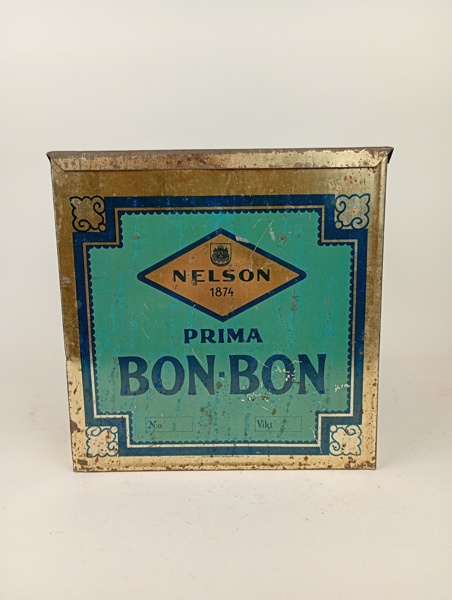 NELSON
1874
PRIMA
BON-BON
No Vikt